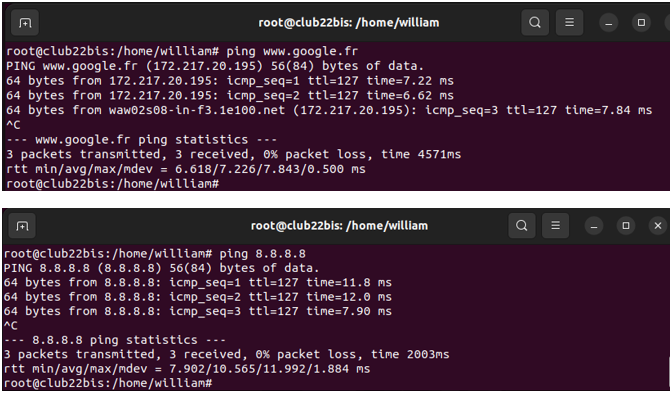 root@club22bis: /home/william
root@club22bis:/home/william# ping www.google.fr
PING www.google.fr (172.217.20.195) 56(84) bytes of data.
64 bytes from 172.217.20.195: icmp_seq=1 ttl=127 time=7.22 ms
64 bytes from 172.217.20.195: icmp_seq=2 ttl=127 time=6.62 ms
64 bytes from waw02s08-in-f3.1e100.net (172.217.20.195): icmp_seq=3 ttl=127 time=7.84 ms
^C
--- www.google.fr ping statistics ---
3 packets transmitted, 3 received, 0% packet loss, time 4571ms
rtt min/avg/max/mdev = 6.618/7.226/7.843/0.500 ms
root@club22bis:/home/william#
root@club22bis: /home/william
root@club22bis:/home/william# ping 8.8.8.8
PING 8.8.8.8 (8.8.8.8) 56(84) bytes of data.
64 bytes from 8.8.8.8: icmp_seq=1 ttl=127 time=11.8 ms
64 bytes from 8.8.8.8: icmp_seq=2 ttl=127 time=12.0 ms
64 bytes from 8.8.8.8: icmp_seq=3 ttl=127 time=7.90 ms
^C
--- 8.8.8.8 ping statistics ---
3 packets transmitted, 3 received, 0% packet loss, time 2003ms
rtt min/avg/max/mdev = 7.902/10.565/11.992/1.884 ms
root@club22bis:/home/william#